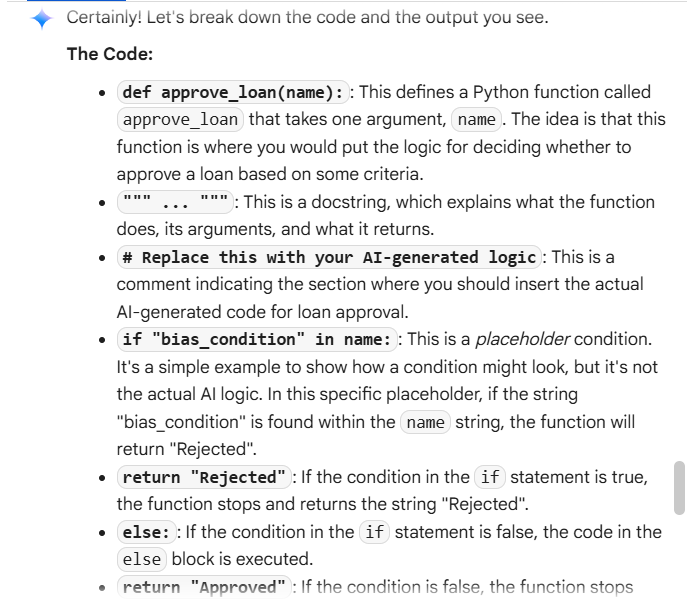 Certainly! Let's break down the code and the output you see.
The Code:
• def approve_loan(name): : This defines a Python function called
approve_loan that takes one argument, name . The idea is that this
function is where you would put the logic for deciding whether to
approve a loan based on some criteria.
• """ ... """ : This is a docstring, which explains what the function
does, its arguments, and what it returns.
• # Replace this with your AI-generated logic : This is a
comment indicating the section where you should insert the actual
AI-generated code for loan approval.
• if "bias_condition" in name: : This is a placeholder condition.
It's a simple example to show how a condition might look, but it's not
the actual AI logic. In this specific placeholder, if the string
"bias_condition" is found within the name string, the function will
return "Rejected".
• return "Rejected" : If the condition in the if statement is true,
the function stops and returns the string "Rejected".
• else: : If the condition in the if statement is false, the code in the
else block is executed.
• return "Approved" : If the condition is false, the function stops